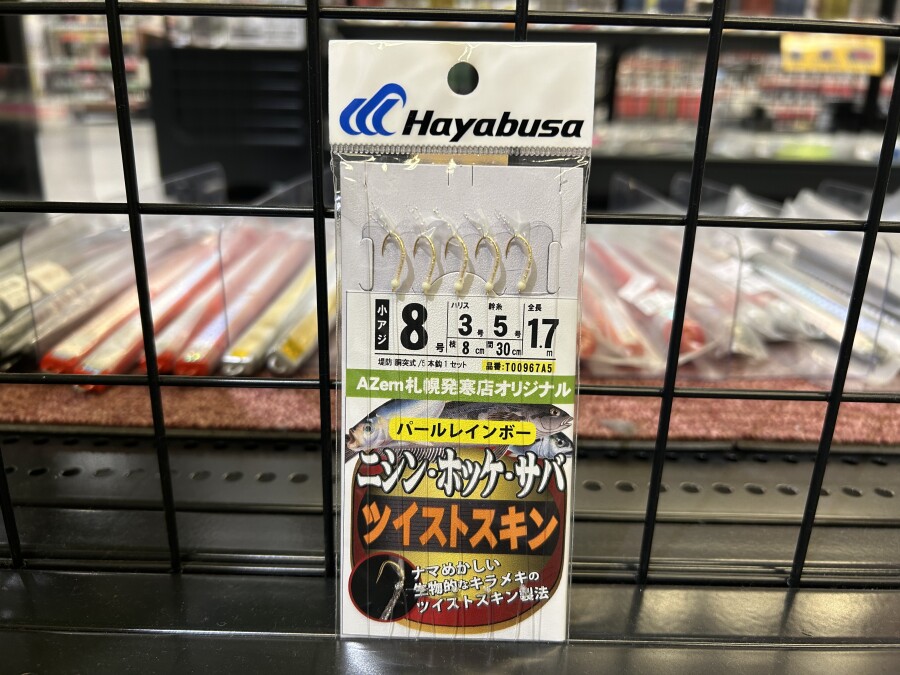 Hayabusa
小アジ 8号 ハリス 3号 幹糸 5号 全長 1.7m
枝 8cm 間 30cm
堤防 胴突式/5本鈎1セット 品番:T00967A5
AZem札幌発寒店オリジナル
パールレインボー
ニシン・ホッケ・サバ
ツイストスキン
ナマめかしい
生物的なキラメキの
ツイストスキン製法